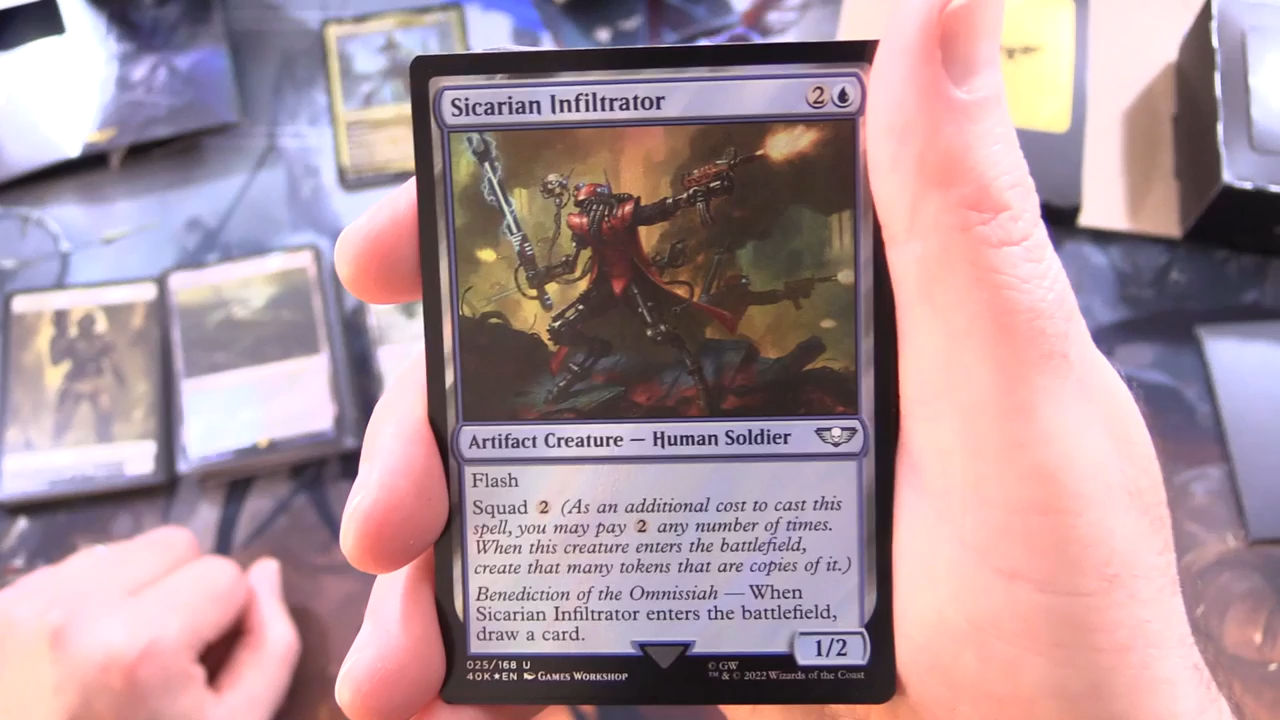 Sicarian Infiltrator 2
Artifact Creature — Human Soldier
Flash
Squad 2 (As an additional cost to cast this
spell, you may pay 2 any number of times.
When this creature enters the battlefield,
create that many tokens that are copies of it.)
Benediction of the Omnissiah — When
Sicarian Infiltrator enters the battlefield,
draw a card.
1/2
025/168 U
40K★EN GAMES WORKSHOP
© GW
™ & © 2022 Wizards of the Coast